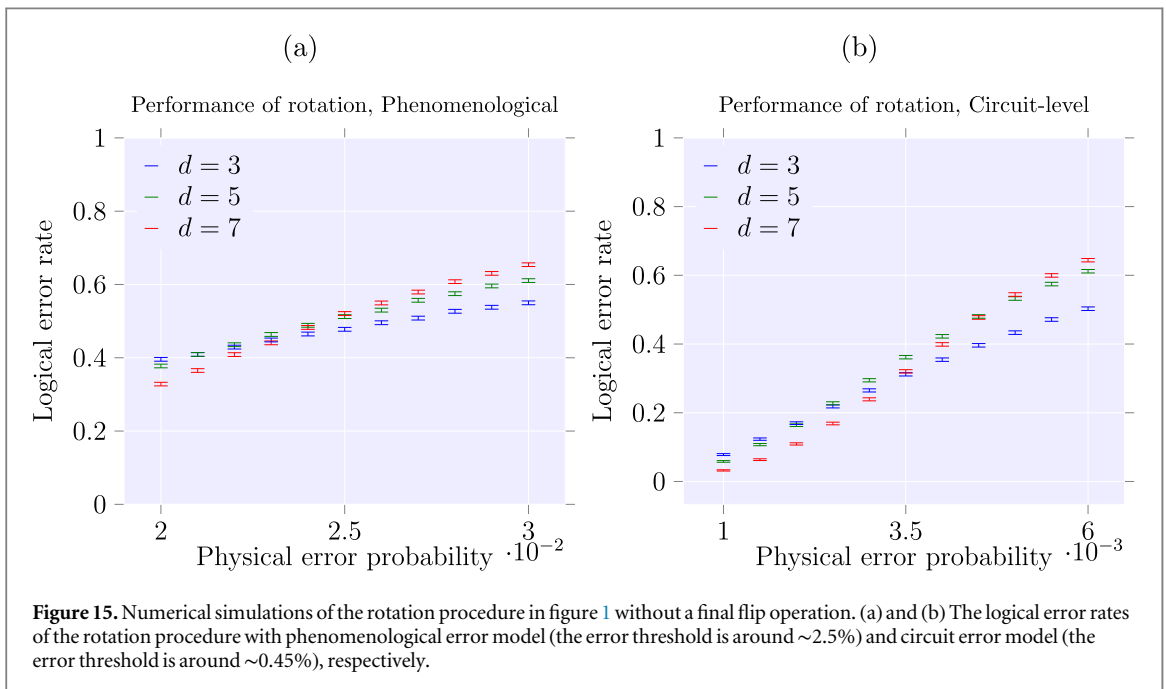 (a)
(b)
Performance of rotation, Phenomenological
Performance of rotation, Circuit-level
1
0.8
0.6
0.4
0.2
0
Logical error rate
d = 3
d = 5
d = 7
2
2.5
3
Physical error probability ·10⁻²
1
0.8
0.6
0.4
0.2
0
Logical error rate
d = 3
d = 5
d = 7
1
3.5
6
Physical error probability ·10⁻³
Figure 15. Numerical simulations of the rotation procedure in figure 1 without a final flip operation. (a) and (b) The logical error rates
of the rotation procedure with phenomenological error model (the error threshold is around ∼2.5%) and circuit error model (the
error threshold is around ∼0.45%), respectively.